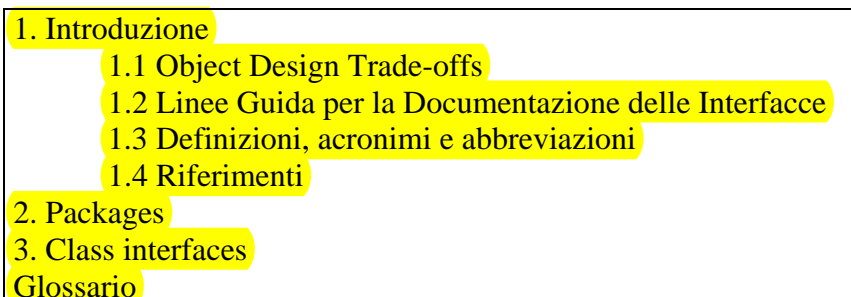 1. Introduzione
1.1 Object Design Trade-offs
1.2 Linee Guida per la Documentazione delle Interfacce
1.3 Definizioni, acronimi e abbreviazioni
1.4 Riferimenti
2. Packages
3. Class interfaces
Glossario